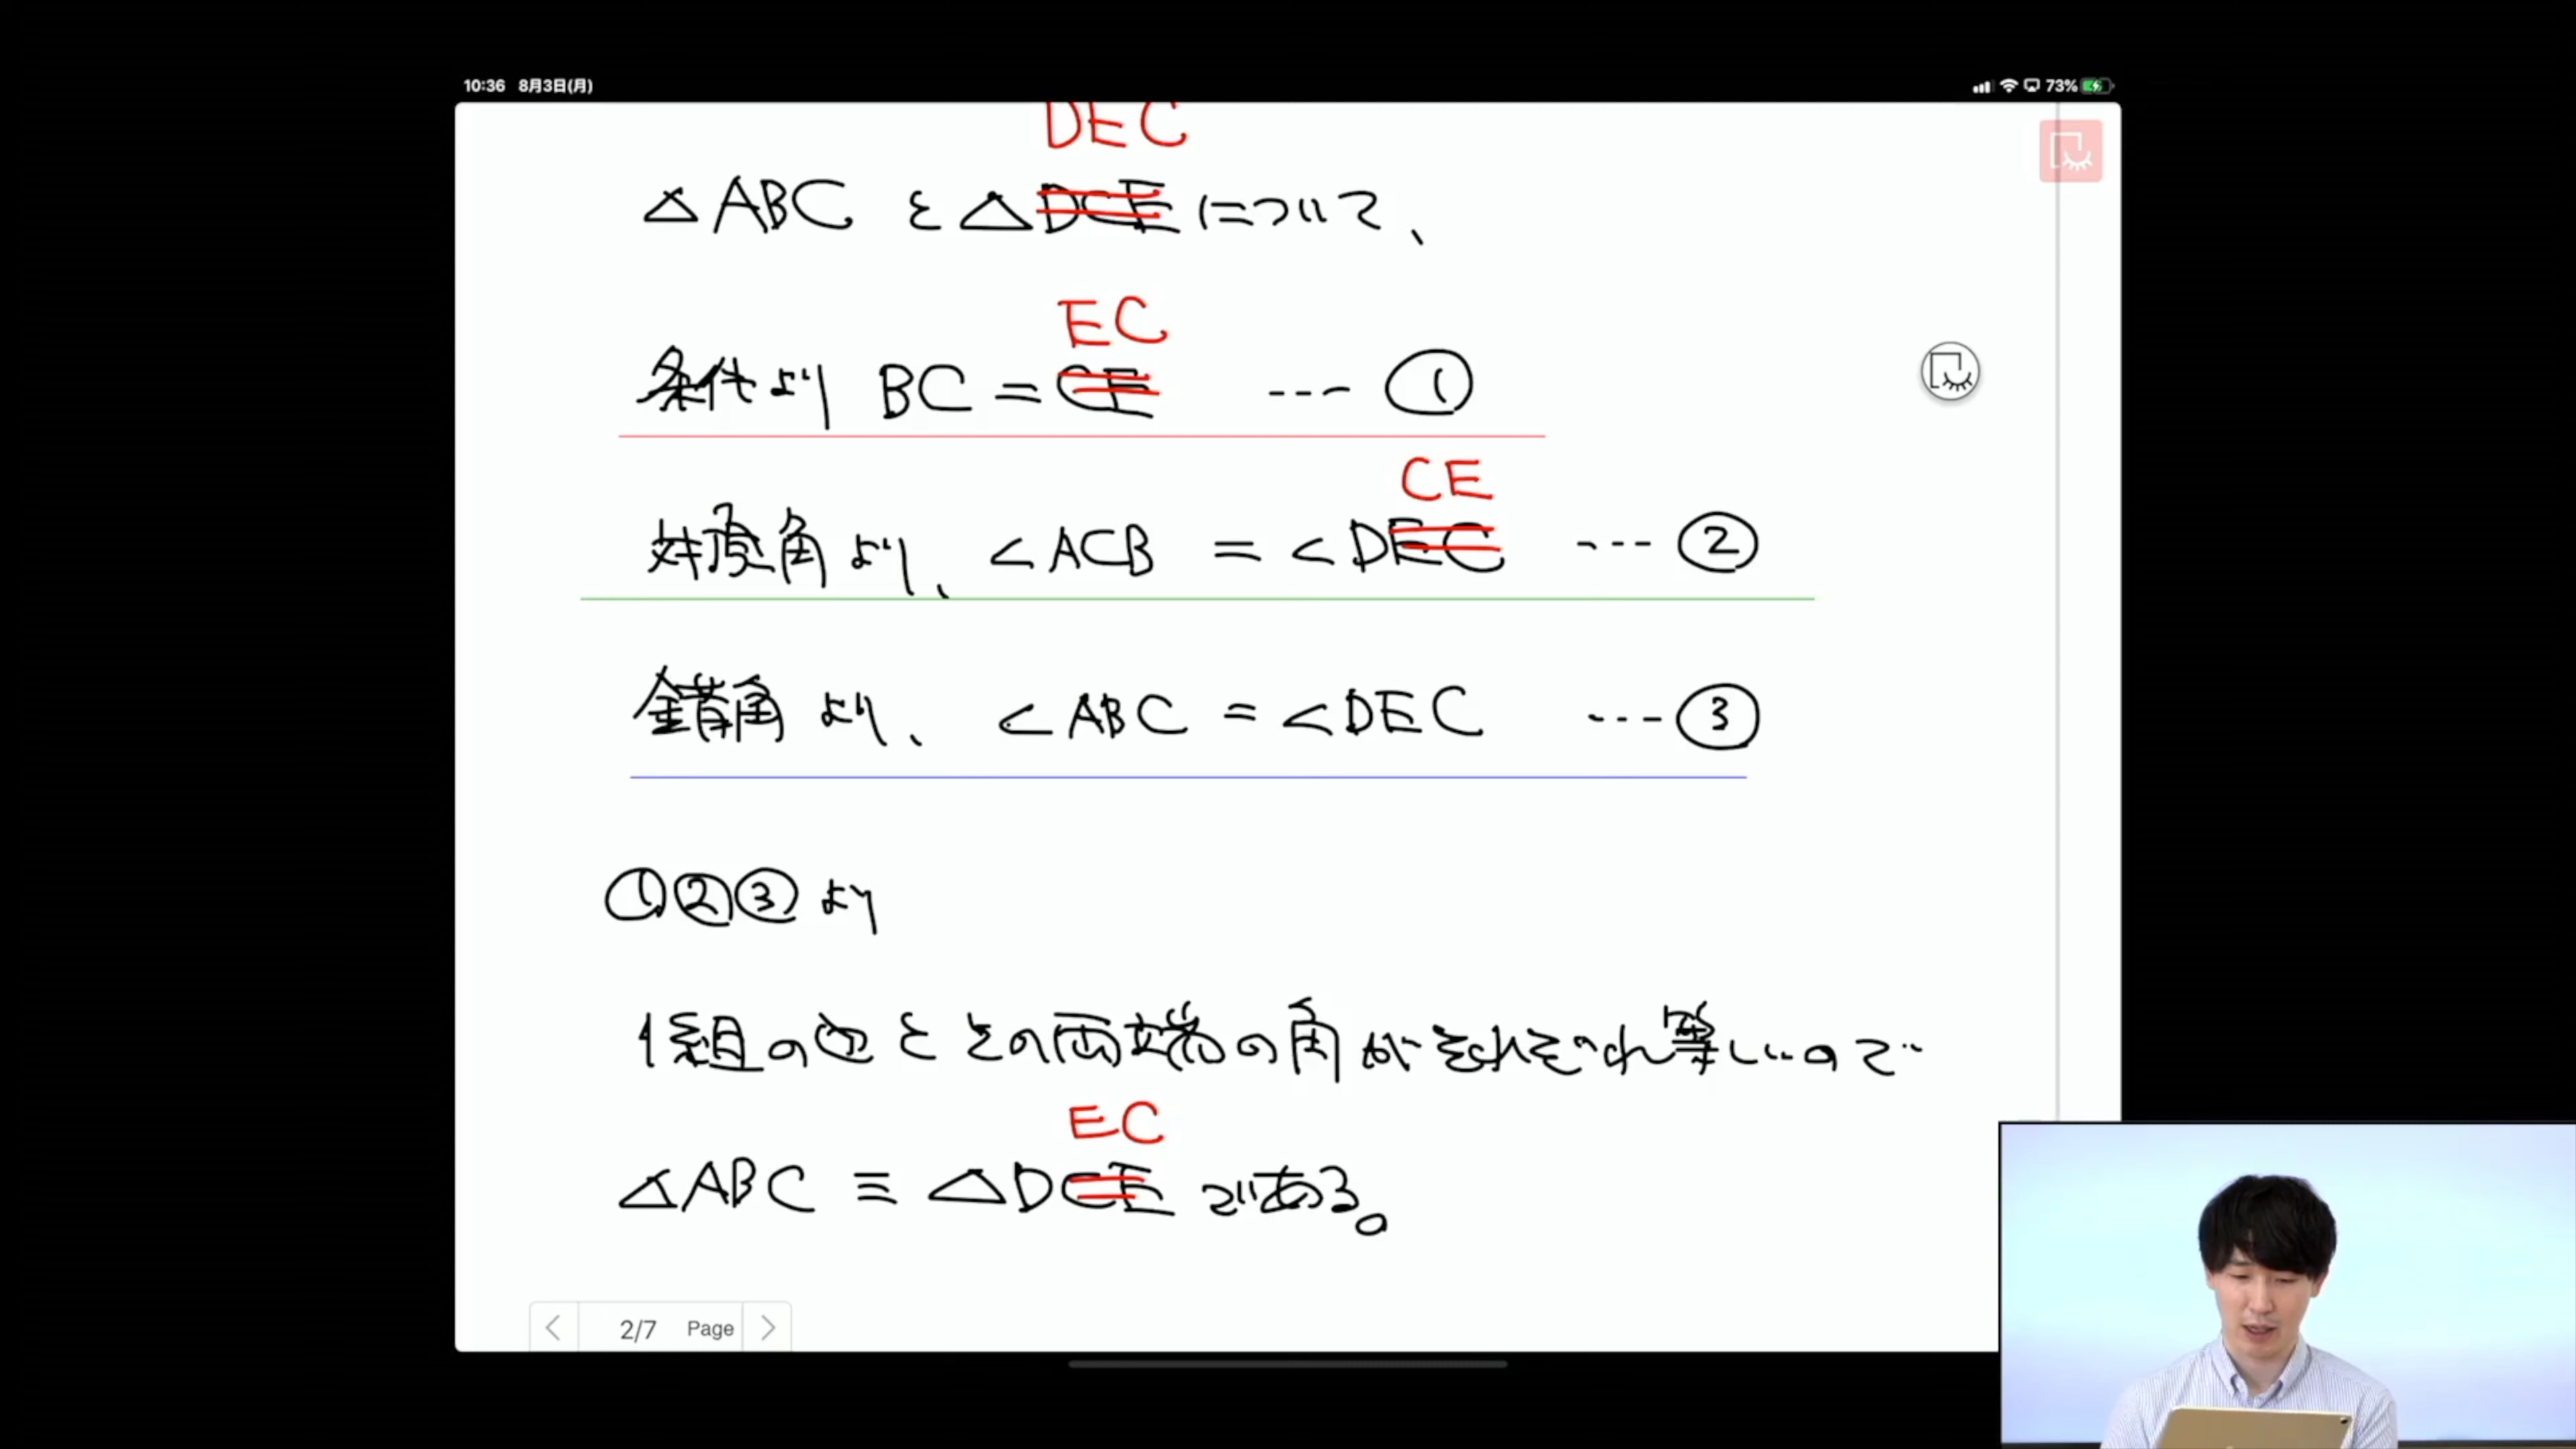 10:36 8月3日(月)
73%
DEC
△ABC と △DCE について、
EC
条件より BC = CE ---- ①
CE
対頂角より、∠ACB = ∠DEC ---- ②
錯角より、∠ABC = ∠DEC ---- ③
①②③より
1組の辺とその両端の角がそれぞれ等しいので
EC
△ABC ≡ △DCE である。
2/7 Page